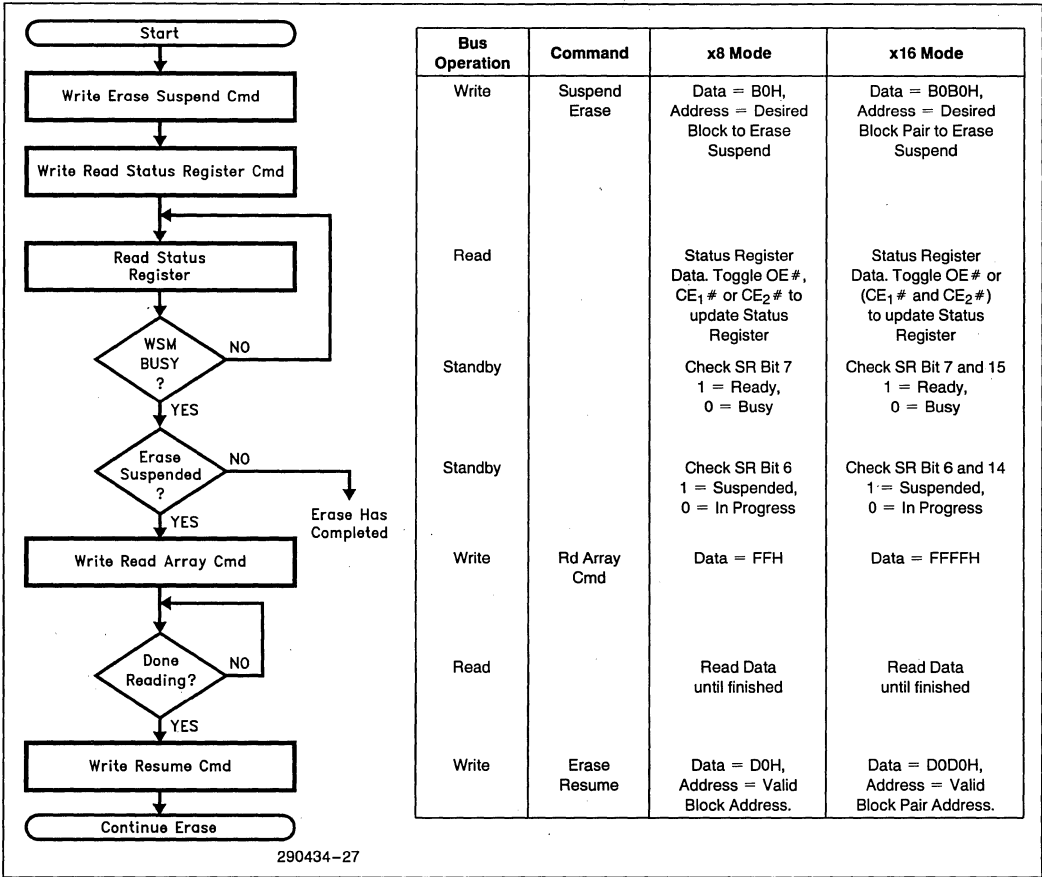 Start
Write Erase Suspend Cmd
Write Read Status Register Cmd
Read Status
Register
WSM
BUSY
?
NO
YES
Erase
Suspended
?
NO
Erase Has
Completed
YES
Write Read Array Cmd
Done
Reading?
NO
YES
Write Resume Cmd
Continue Erase
290434-27
Bus
Operation
Command
x8 Mode
x16 Mode
Write
Suspend
Erase
Data = B0H,
Address = Desired
Block to Erase
Suspend
Data = B0B0H,
Address = Desired
Block Pair to Erase
Suspend
Read
Status Register
Data. Toggle OE#,
CE1# or CE2# to
update Status
Register
Status Register
Data. Toggle OE# or
(CE1# and CE2#)
to update Status
Register
Standby
Check SR Bit 7
1 = Ready,
0 = Busy
Check SR Bit 7 and 15
1 = Ready,
0 = Busy
Standby
Check SR Bit 6
1 = Suspended,
0 = In Progress
Check SR Bit 6 and 14
1 = Suspended,
0 = In Progress
Write
Rd Array
Cmd
Data = FFH
Data = FFFFH
Read
Read Data
until finished
Read Data
until finished
Write
Erase
Resume
Data = D0H,
Address = Valid
Block Address.
Data = D0D0H,
Address = Valid
Block Pair Address.